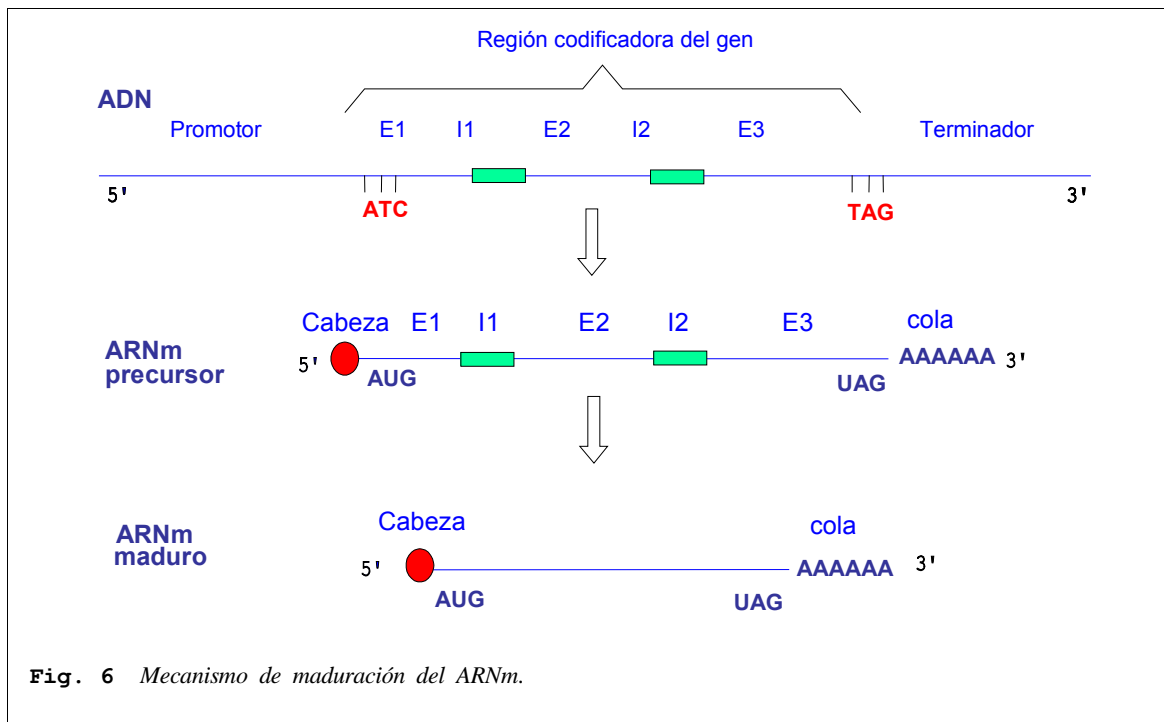 Región codificadora del gen
ADN
Promotor E1 I1 E2 I2 E3 Terminador
5' 3'
ATC TAG
Cabeza E1 I1 E2 I2 E3 cola
ARNm
precursor
5' AAAAAA 3'
AUG UAG
Cabeza cola
ARNm
maduro
5' AAAAAA 3'
AUG UAG
Fig. 6 Mecanismo de maduración del ARNm.